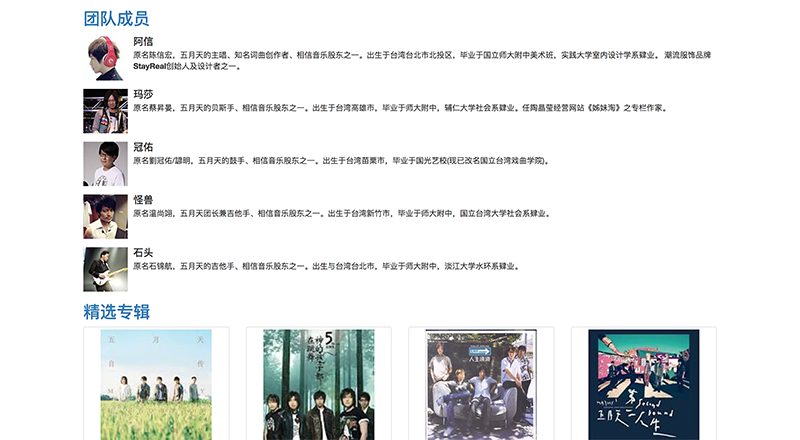 团队成员
阿信
原名陈信宏，五月天的主唱、知名词曲创作者、相信音乐股东之一。出生于台湾台北市北投区，毕业于国立师大附中美术班，实践大学室内设计学系肄业。 潮流服饰品牌
StayReal创始人及设计者之一。
玛莎
原名蔡昇晏，五月天的贝斯手、相信音乐股东之一。出生于台湾高雄市，毕业于师大附中，辅仁大学社会系肄业。任陶晶莹经营网站《姊妹淘》之专栏作家。
冠佑
原名劉冠佑/諺明，五月天的鼓手、相信音乐股东之一。出生于台湾苗栗市，毕业于国光艺校(现已改名国立台湾戏曲学院)。
怪兽
原名温尚翊，五月天团长兼吉他手、相信音乐股东之一。出生于台湾新竹市，毕业于师大附中，国立台湾大学社会系肄业。
石头
原名石锦航，五月天的吉他手、相信音乐股东之一。出生与台湾台北市，毕业于师大附中，淡江大学水环系肄业。
精选专辑
五月天
自传
神的孩子都在跳舞
人生海海
第二人生
五月天